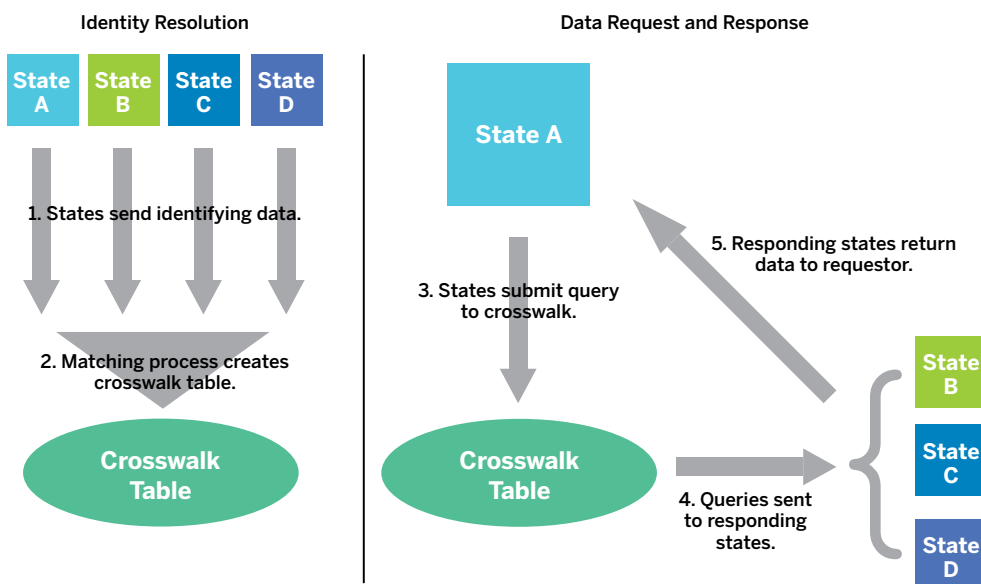 Identity Resolution
State
A
State
B
State
C
State
D
1. States send identifying data.
2. Matching process creates
crosswalk table.
Crosswalk
Table
Data Request and Response
State A
3. States submit query
to crosswalk.
Crosswalk
Table
4. Queries sent
to responding
states.
5. Responding states return
data to requestor.
State
B
State
C
State
D